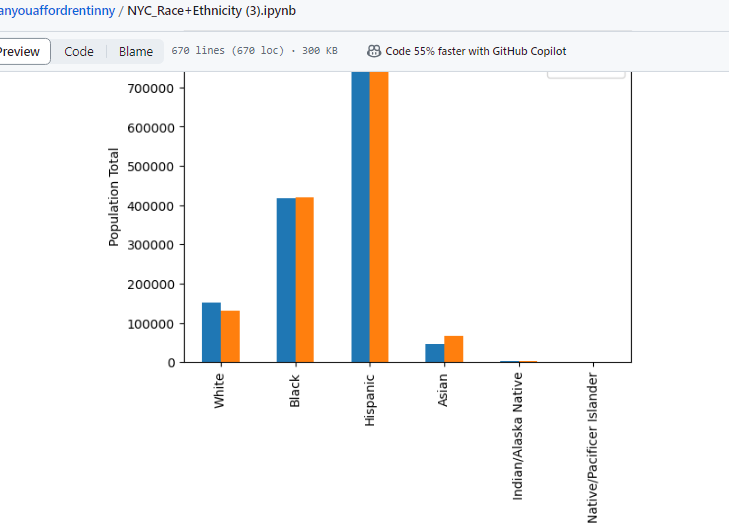 anyouaffordrentinny / NYC_Race+Ethnicity (3).ipynb
Preview Code Blame 670 lines (670 loc) · 300 KB Code 55% faster with GitHub Copilot
700000
600000
500000
400000
300000
200000
100000
0
Population Total
White
Black
Hispanic
Asian
Indian/Alaska Native
Native/Pacificer Islander